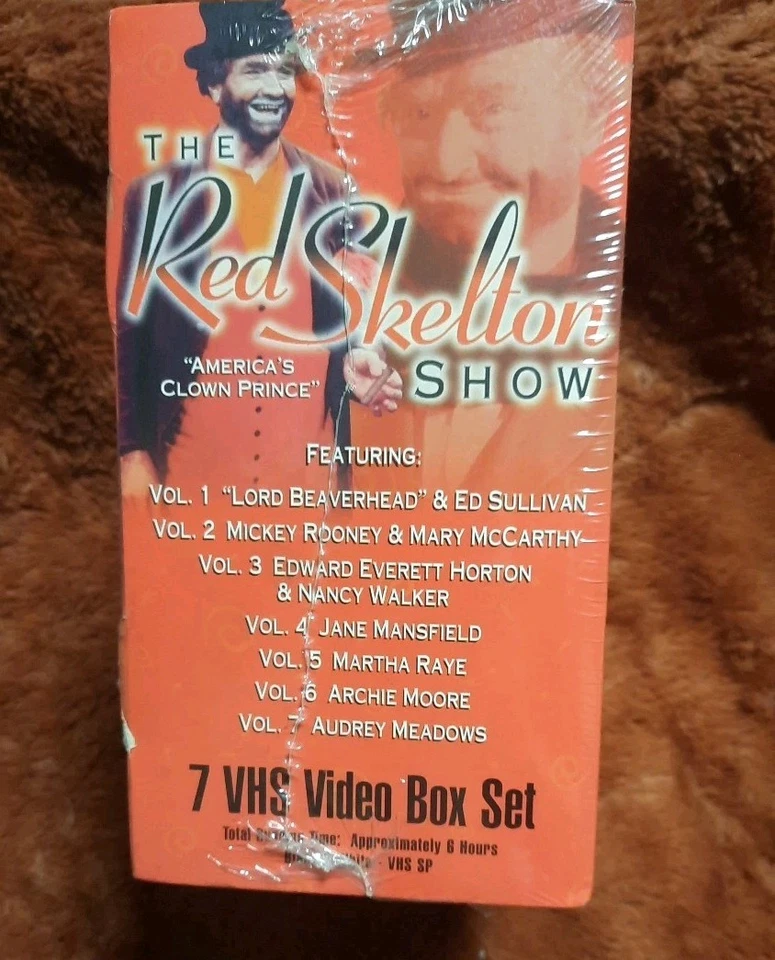 THE
Red Skelton
SHOW
"AMERICA'S
CLOWN PRINCE"
FEATURING:
VOL. 1 "LORD BEAVERHEAD" & ED SULLIVAN
VOL. 2 MICKEY ROONEY & MARY MCCARTHY
VOL. 3 EDWARD EVERETT HORTON
& NANCY WALKER
VOL. 4 JANE MANSFIELD
VOL. 5 MARTHA RAYE
VOL. 6 ARCHIE MOORE
VOL. 7 AUDREY MEADOWS
7 VHS Video Box Set
Total Time: Approximately 6 Hours
- VHS SP